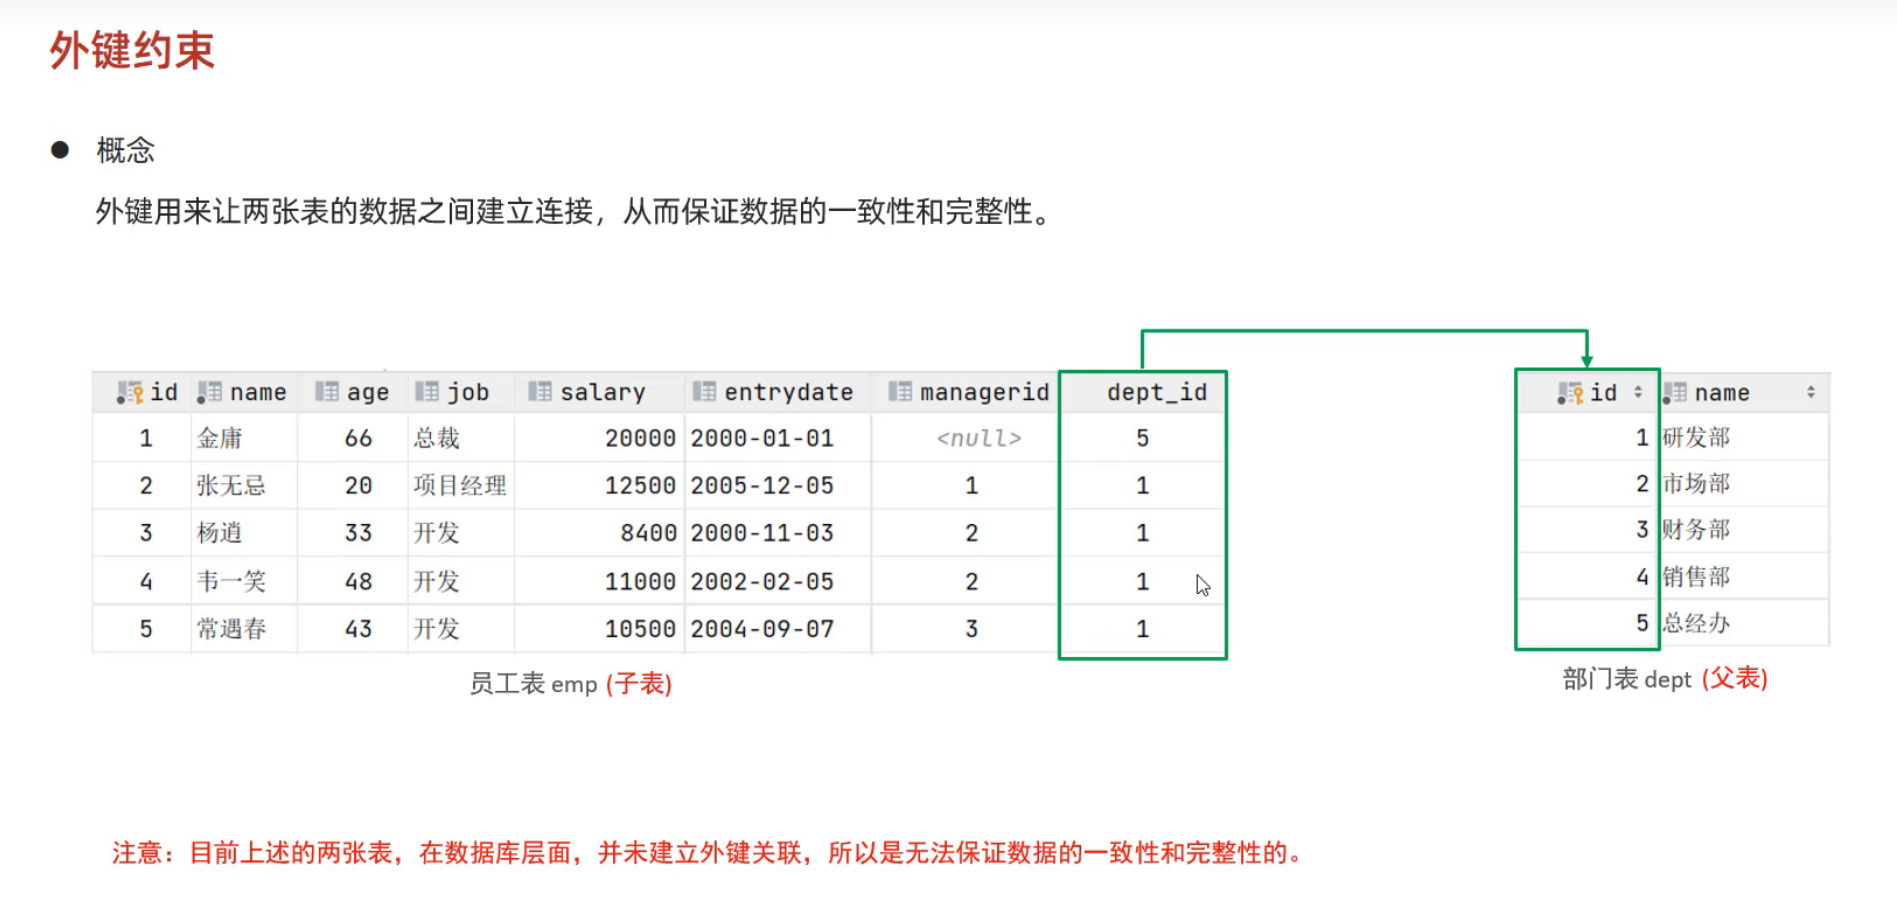 外键约束
● 概念
外键用来让两张表的数据之间建立连接，从而保证数据的一致性和完整性。
id name age job salary entrydate managerid dept_id
1 金庸 66 总裁 20000 2000-01-01 <null> 5
2 张无忌 20 项目经理 12500 2005-12-05 1 1
3 杨逍 33 开发 8400 2000-11-03 2 1
4 韦一笑 48 开发 11000 2002-02-05 2 1
5 常遇春 43 开发 10500 2004-09-07 3 1
员工表 emp (子表)
id name
1 研发部
2 市场部
3 财务部
4 销售部
5 总经办
部门表 dept (父表)
注意：目前上述的两张表，在数据库层面，并未建立外键关联，所以是无法保证数据的一致性和完整性的。